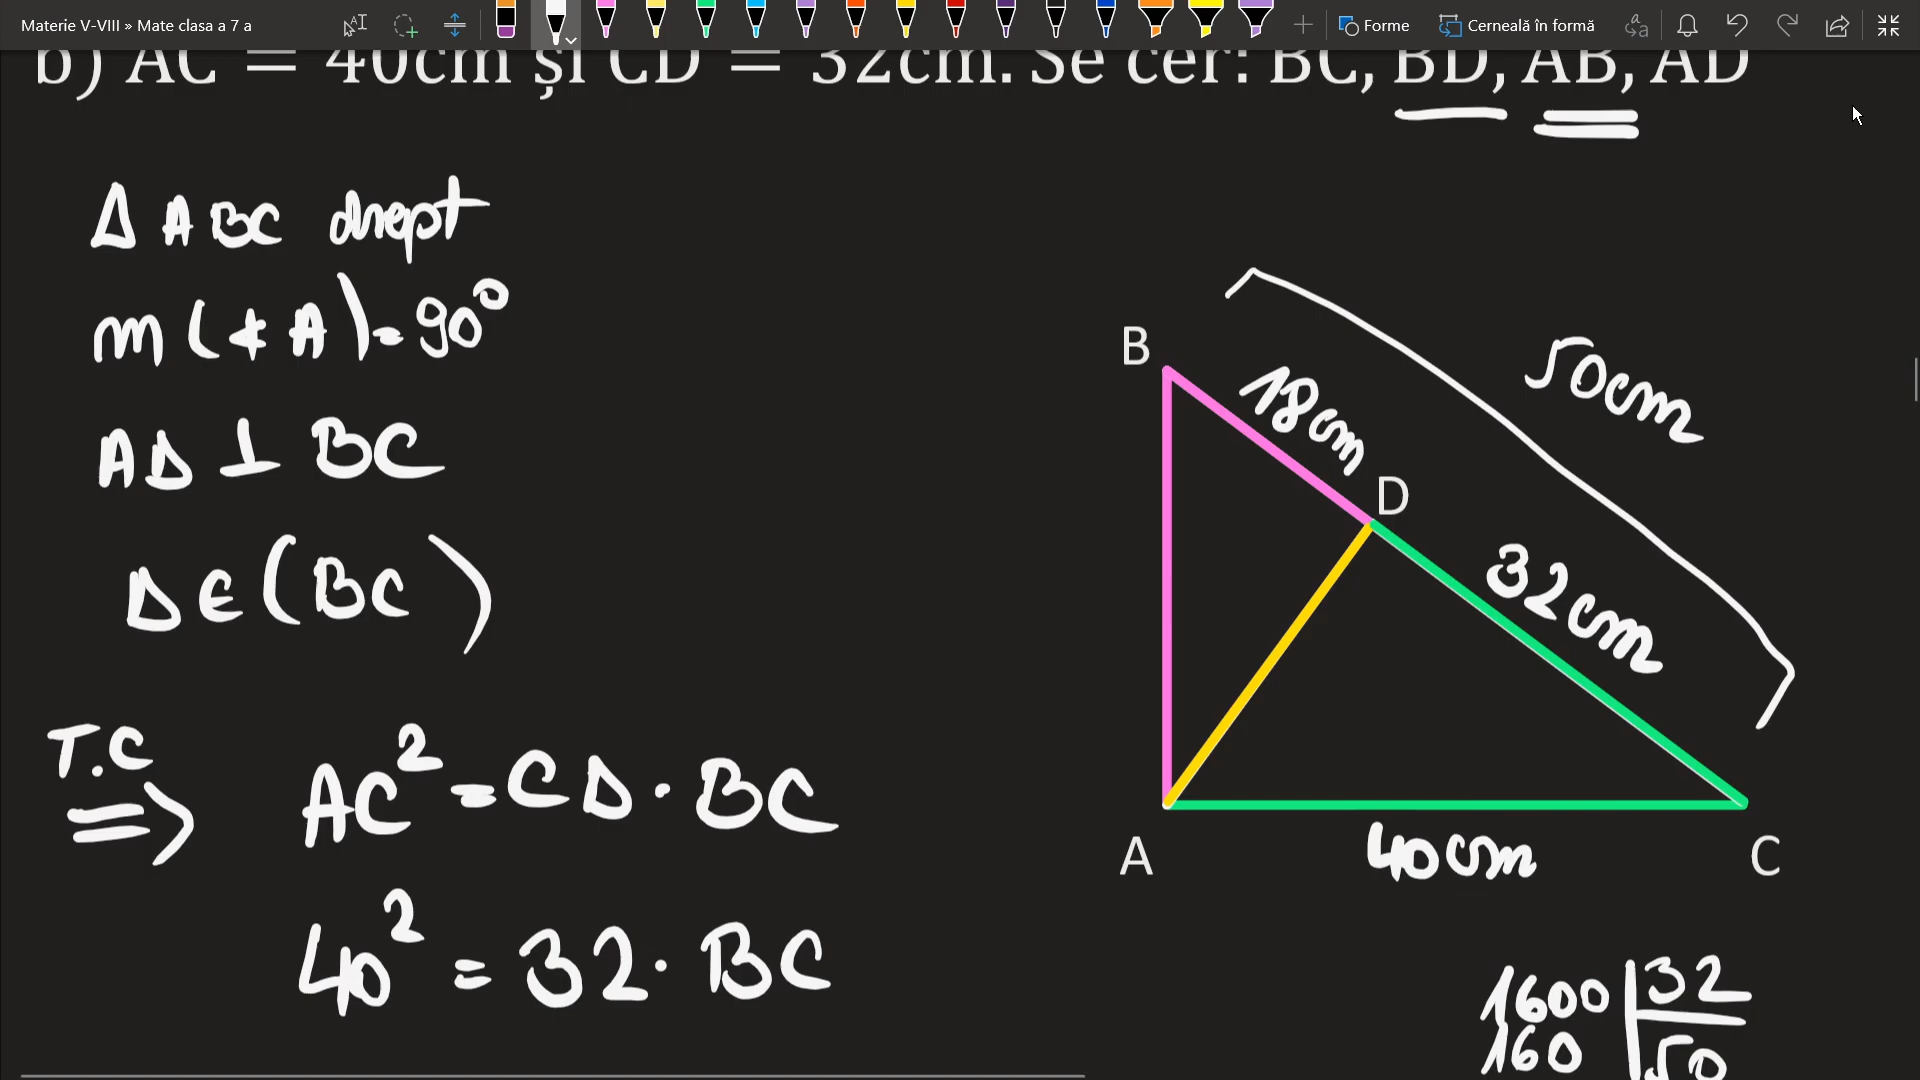 Materie V-VIII » Mate clasa a 7 a
Forme
Cerneală în formă
b) AC = 40cm și CD = 32cm. Se cer: BC, BD, AB, AD
Δ ABC drept
m(∢A)=90°
AD ⊥ BC
D ∈ (BC)
T.C
⇒ AC² = CD · BC
40² = 32 · BC
B
18cm
50cm
D
32cm
A
40cm
C
1600 | 32
160 | 50